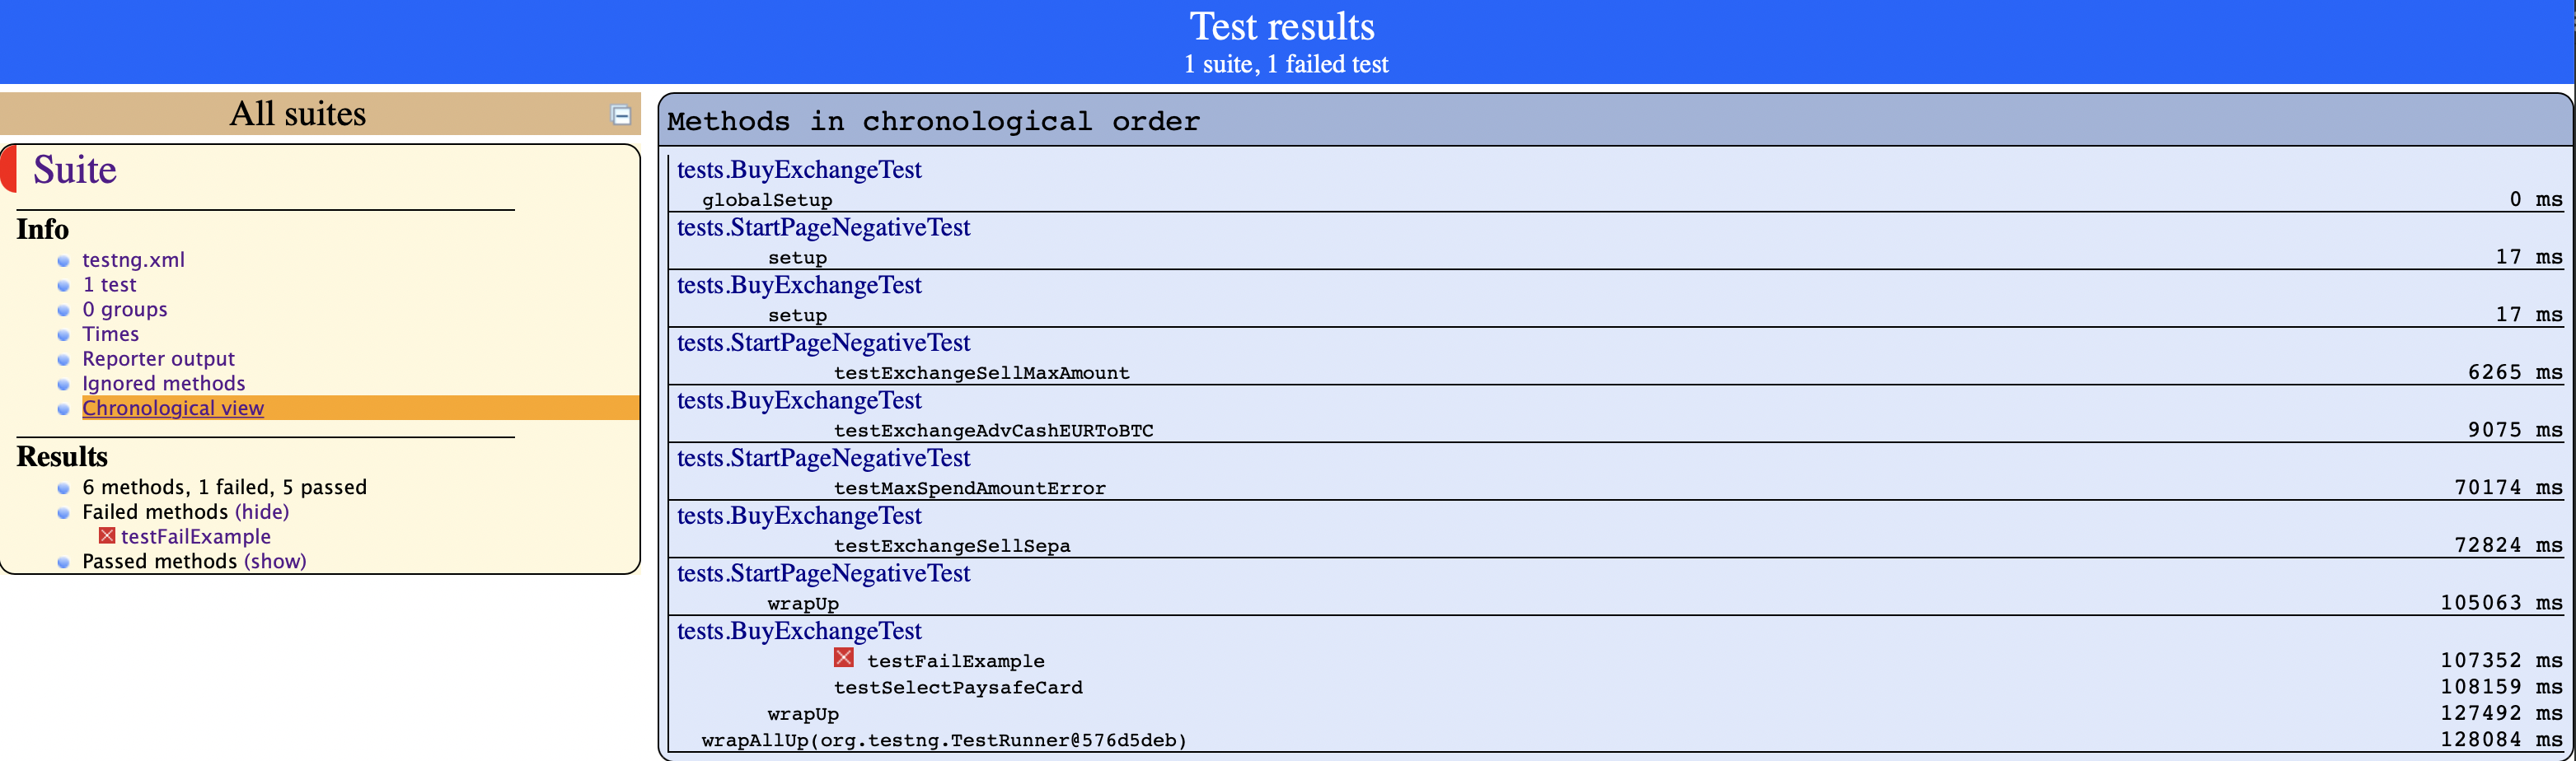 Test results
1 suite, 1 failed test
All suites
Suite
Info
testng.xml
1 test
0 groups
Times
Reporter output
Ignored methods
Chronological view
Results
6 methods, 1 failed, 5 passed
Failed methods (hide)
testFailExample
Passed methods (show)
Methods in chronological order
tests.BuyExchangeTest
globalSetup 0 ms
tests.StartPageNegativeTest
setup 17 ms
tests.BuyExchangeTest
setup 17 ms
tests.StartPageNegativeTest
testExchangeSellMaxAmount 6265 ms
tests.BuyExchangeTest
testExchangeAdvCashEURToBTC 9075 ms
tests.StartPageNegativeTest
testMaxSpendAmountError 70174 ms
tests.BuyExchangeTest
testExchangeSellSepa 72824 ms
tests.StartPageNegativeTest
wrapUp 105063 ms
tests.BuyExchangeTest
testFailExample 107352 ms
testSelectPaysafeCard 108159 ms
wrapUp 127492 ms
wrapAllUp(org.testng.TestRunner@576d5deb) 128084 ms